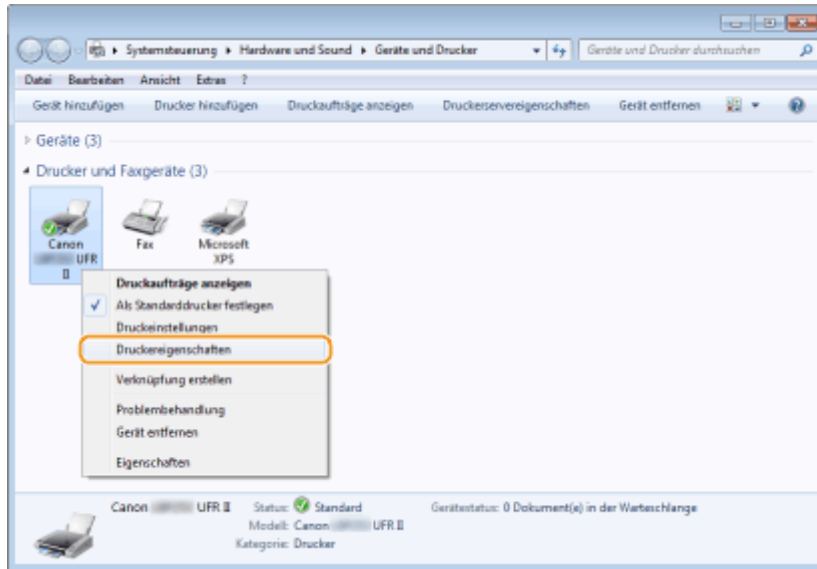 Systemsteuerung Hardware und Sound Geräte und Drucker Geräte und Drucker durchsuchen
Datei Bearbeiten Ansicht Extras ?
Gerät hinzufügen Drucker hinzufügen Druckaufträge anzeigen Druckerservereigenschaften Gerät entfernen
Geräte (3)
Drucker und Faxgeräte (3)
Canon Fax Microsoft
UFR XPS
II
Druckaufträge anzeigen
Als Standarddrucker festlegen
Druckeinstellungen
Druckereigenschaften
Verknüpfung erstellen
Problembehandlung
Gerät entfernen
Eigenschaften
Canon UFR II Status: Standard Gerätestatus: 0 Dokument(e) in der Warteschlange
Modell: Canon UFR II
Kategorie: Drucker